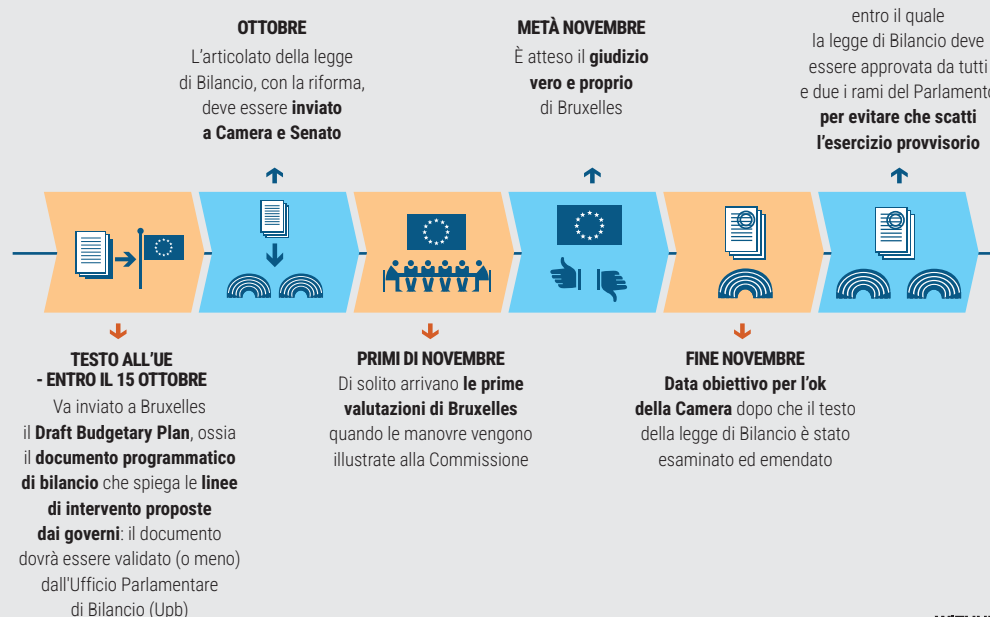 OTTOBRE
L'articolato della legge
di Bilancio, con la riforma,
deve essere inviato
a Camera e Senato
METÀ NOVEMBRE
È atteso il giudizio
vero e proprio
di Bruxelles
entro il quale
la legge di Bilancio deve
essere approvata da tutti
e due i rami del Parlamento
per evitare che scatti
l'esercizio provvisorio
TESTO ALL'UE
- ENTRO IL 15 OTTOBRE
Va inviato a Bruxelles
il Draft Budgetary Plan, ossia
il documento programmatico
di bilancio che spiega le linee
di intervento proposte
dai governi: il documento
dovrà essere validato (o meno)
dall'Ufficio Parlamentare
di Bilancio (Upb)
PRIMI DI NOVEMBRE
Di solito arrivano le prime
valutazioni di Bruxelles
quando le manovre vengono
illustrate alla Commissione
FINE NOVEMBRE
Data obiettivo per l'ok
della Camera dopo che il testo
della legge di Bilancio è stato
esaminato ed emendato